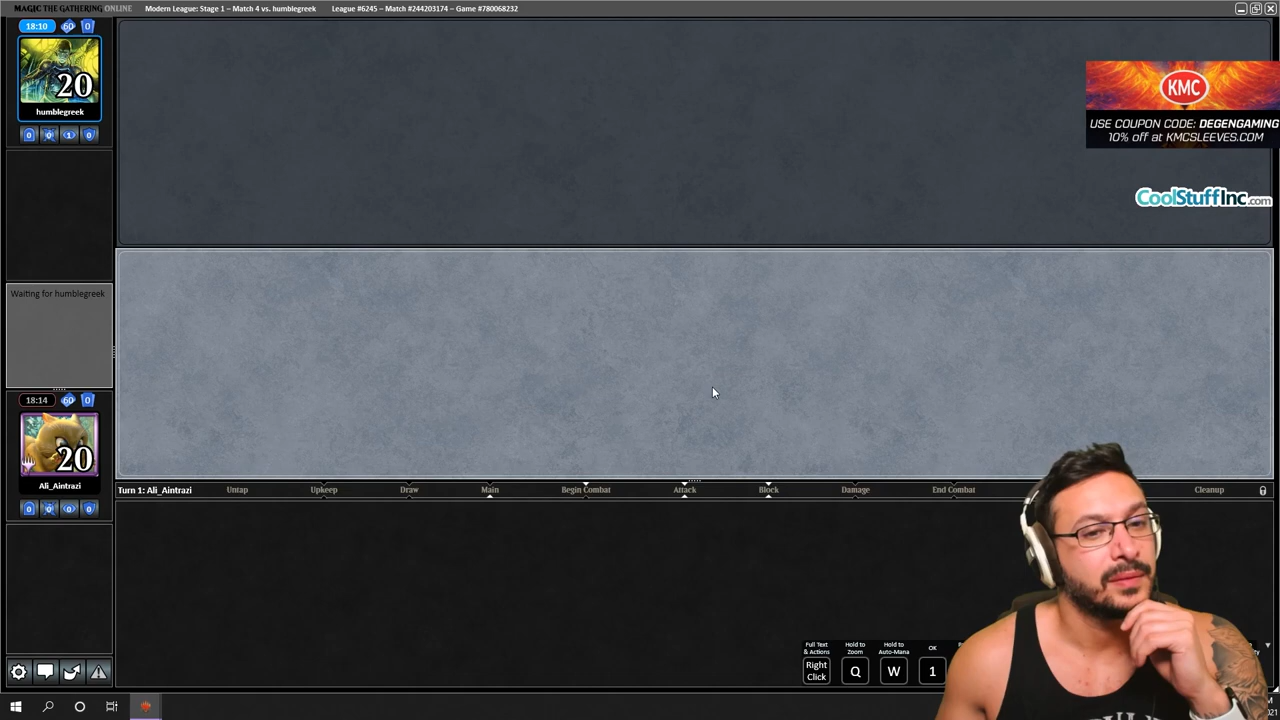 MAGIC THE GATHERING ONLINE
Modern League: Stage 1 – Match 4 vs. humblegreek
League #6245 – Match #244203174 – Game #780068232
18:10
60
0
20
humblegreek
0
0
1
0
KMC
USE COUPON CODE: DEGENGAMING
10% off at KMCSLEEVES.COM
CoolStuffInc.com
Waiting for humblegreek
18:14
60
0
20
Ali_Aintrazi
0
0
0
0
Turn 1: Ali_Aintrazi
Untap
Upkeep
Draw
Main
Begin Combat
Attack
Block
Damage
End Combat
Cleanup
Full Text
& Actions
Right
Click
Hold to
Zoom
Q
Hold to
Auto-Mana
W
OK
1